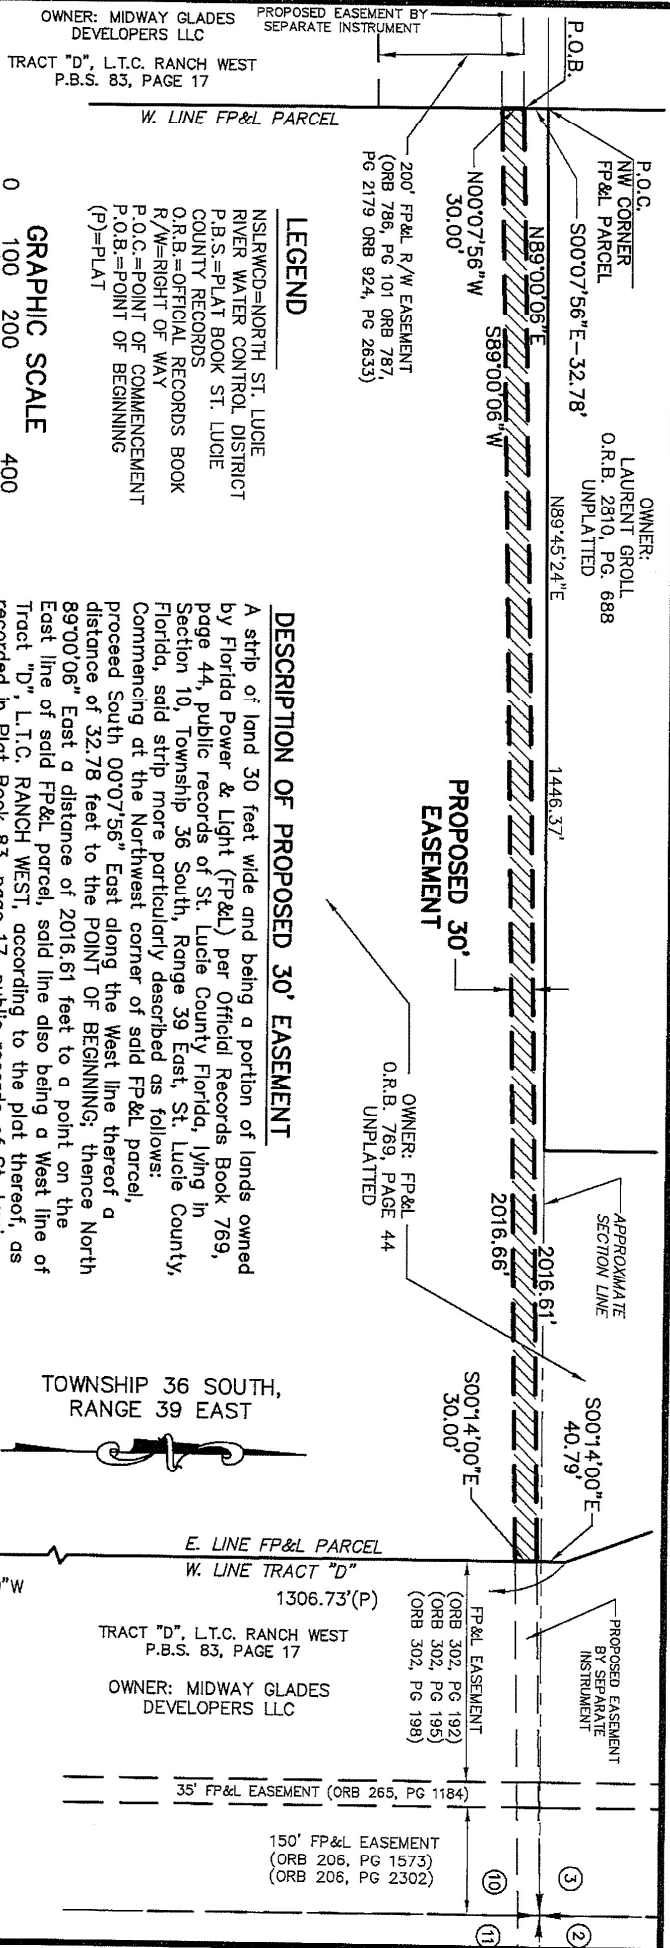 OWNER: MIDWAY GLADES
DEVELOPERS LLC
TRACT "D", L.T.C. RANCH WEST
P.B.S. 83, PAGE 17
PROPOSED EASEMENT BY
SEPARATE INSTRUMENT
P.O.B.
W. LINE FP&L PARCEL
P.O.C.
NW CORNER
FP&L PARCEL
S00°07'56"E-32.78'
N89°00'06"E
S89°00'06"W
N00°07'56"W
30.00'
200' FP&L R/W EASEMENT
(ORB 786, PG 101 ORB 787,
PG 2179 ORB 924, PG 2633)
OWNER:
LAURENT GROLL
O.R.B. 2810, PG. 688
UNPLATTED
N89°45'24"E
1446.37'
LEGEND
NSLRWCD=NORTH ST. LUCIE
RIVER WATER CONTROL DISTRICT
P.B.S.=PLAT BOOK ST. LUCIE
COUNTY RECORDS
O.R.B.=OFFICIAL RECORDS BOOK
R/W=RIGHT OF WAY
P.O.C.=POINT OF COMMENCEMENT
P.O.B.=POINT OF BEGINNING
(P)=PLAT
GRAPHIC SCALE
0 100 200 400
PROPOSED 30'
EASEMENT
DESCRIPTION OF PROPOSED 30' EASEMENT
A strip of land 30 feet wide and being a portion of lands owned
by Florida Power & Light (FP&L) per Official Records Book 769,
page 44, public records of St. Lucie County Florida, lying in
Section 10, Township 36 South, Range 39 East, St. Lucie County,
Florida, said strip more particularly described as follows:
Commencing at the Northwest corner of said FP&L parcel,
proceed South 00°07'56" East along the West line thereof a
distance of 32.78 feet to the POINT OF BEGINNING; thence North
89°00'06" East a distance of 2016.61 feet to a point on the
East line of said FP&L parcel, said line also being a West line of
Tract "D", L.T.C. RANCH WEST, according to the plat thereof, as
recorded in Plat Book 83, page 17, public records of St. Lucie
OWNER: FP&L
O.R.B. 769, PAGE 44
UNPLATTED
APPROXIMATE
SECTION LINE
2016.61'
2016.66'
S00°14'00"E
40.79'
S00°14'00"E
30.00'
TOWNSHIP 36 SOUTH,
RANGE 39 EAST
E. LINE FP&L PARCEL
W. LINE TRACT "D"
1306.73'(P)
"W
TRACT "D", L.T.C. RANCH WEST
P.B.S. 83, PAGE 17
OWNER: MIDWAY GLADES
DEVELOPERS LLC
FP&L EASEMENT
(ORB 302, PG 192)
(ORB 302, PG 195)
(ORB 302, PG 198)
PROPOSED EASEMENT
BY SEPARATE
INSTRUMENT
35' FP&L EASEMENT (ORB 265, PG 1184)
150' FP&L EASEMENT
(ORB 206, PG 1573)
(ORB 206, PG 2302)
3
2
10
11